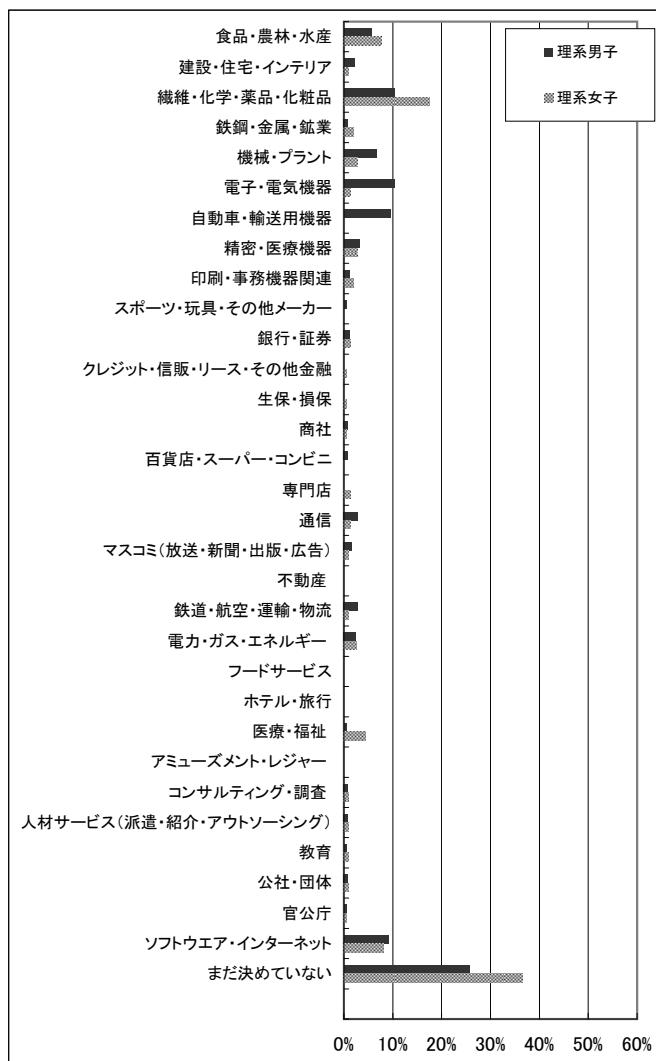 食品・農林・水産
建設・住宅・インテリア
繊維・化学・薬品・化粧品
鉄鋼・金属・鉱業
機械・プラント
電子・電気機器
自動車・輸送用機器
精密・医療機器
印刷・事務機器関連
スポーツ・玩具・その他メーカー
銀行・証券
クレジット・信販・リース・その他金融
生保・損保
商社
百貨店・スーパー・コンビニ
専門店
通信
マスコミ(放送・新聞・出版・広告)
不動産
鉄道・航空・運輸・物流
電力・ガス・エネルギー
フードサービス
ホテル・旅行
医療・福祉
アミューズメント・レジャー
コンサルティング・調査
人材サービス(派遣・紹介・アウトソーシング)
教育
公社・団体
官公庁
ソフトウエア・インターネット
まだ決めていない
0% 10% 20% 30% 40% 50% 60%
理系男子
理系女子